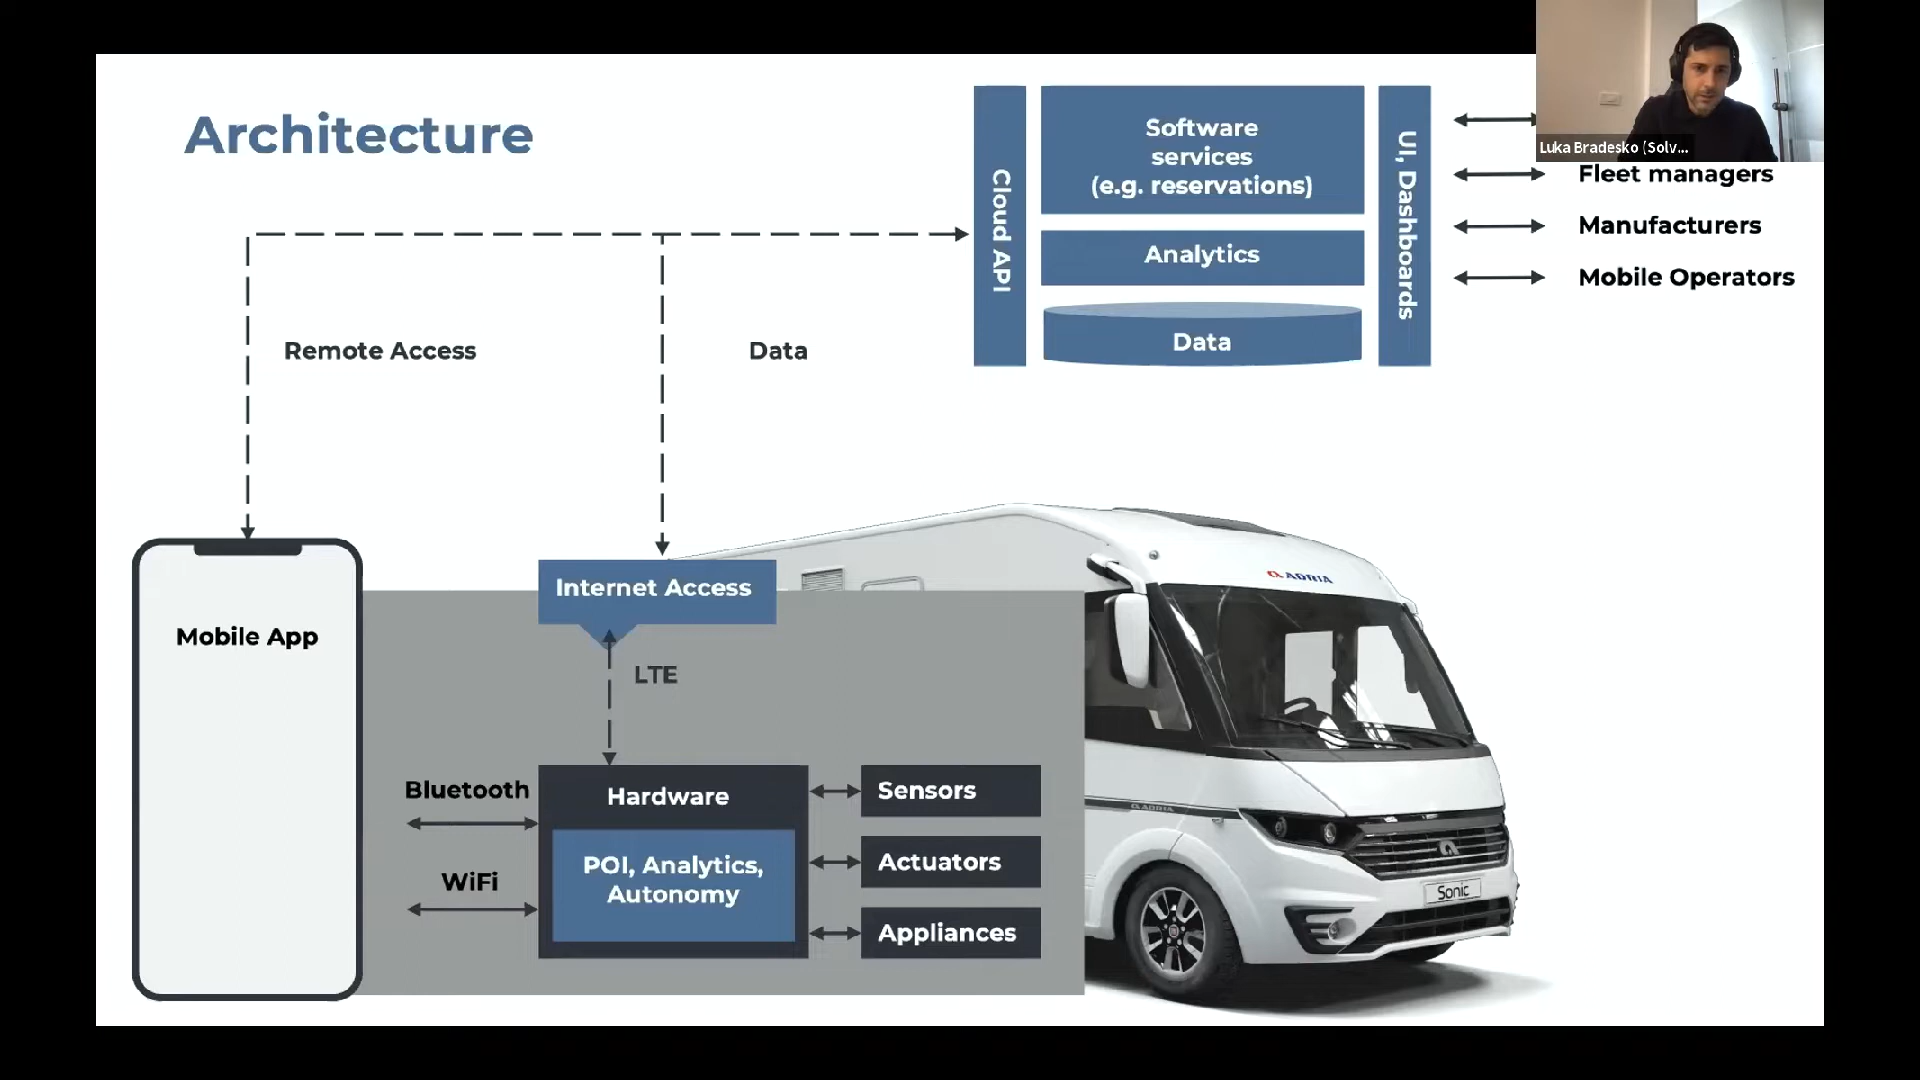 Architecture
Cloud API
Software
services
(e.g. reservations)
Analytics
Data
UI, Dashboards
Luka Bradesko (Solv...
Fleet managers
Manufacturers
Mobile Operators
Remote Access
Data
Mobile App
Internet Access
LTE
Bluetooth
WiFi
Hardware
POI, Analytics,
Autonomy
Sensors
Actuators
Appliances
ADRIA
ADRIA
Sonic